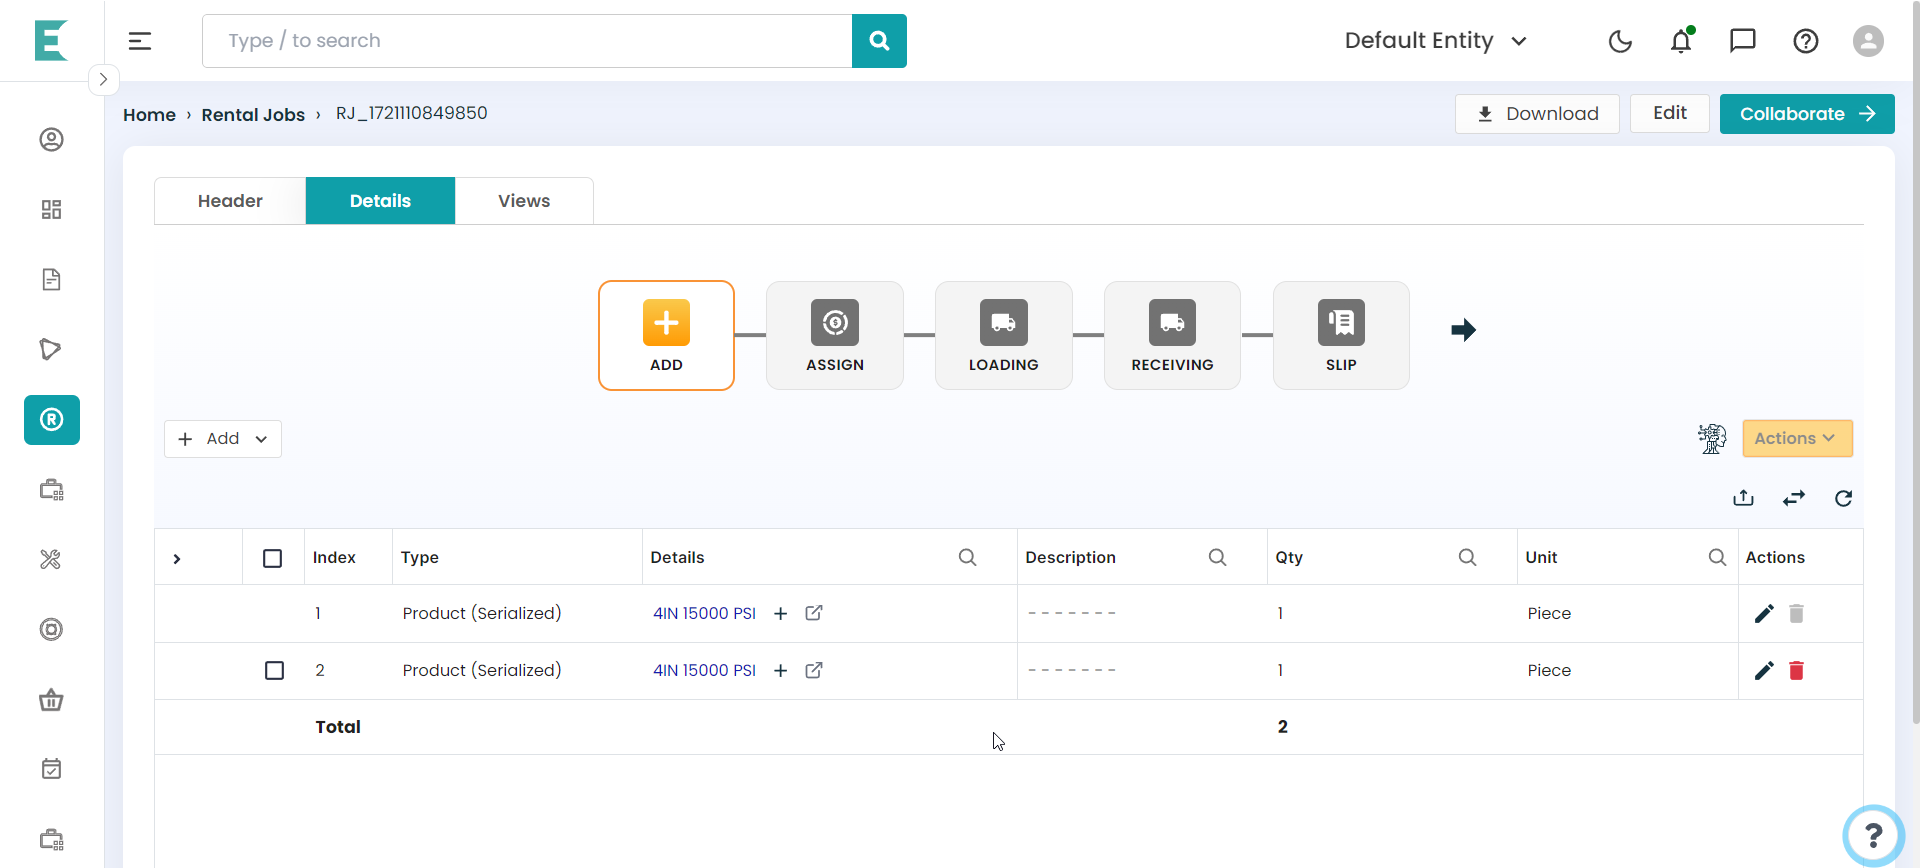 E
Type / to search
Default Entity
Home › Rental Jobs › RJ_1721110849850
Download
Edit
Collaborate
Header
Details
Views
ADD
ASSIGN
LOADING
RECEIVING
SLIP
R
+ Add
Actions
Index Type Details Description Qty Unit Actions
1 Product (Serialized) 4IN 15000 PSI + ------- 1 Piece
2 Product (Serialized) 4IN 15000 PSI + ------- 1 Piece
Total 2
?